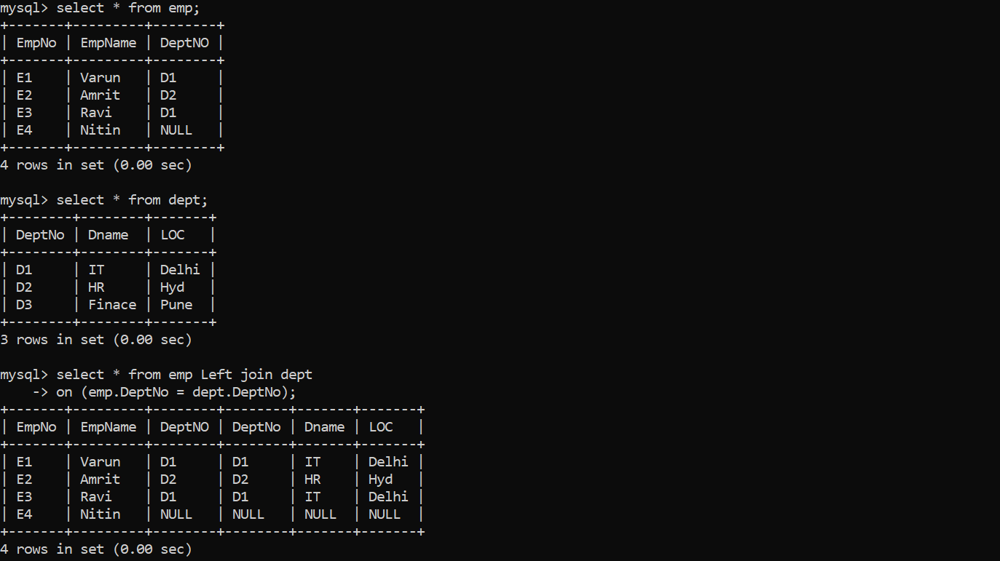 mysql> select * from emp;
+-------+---------+--------+
| EmpNo | EmpName | DeptNO |
+-------+---------+--------+
| E1    | Varun   | D1     |
| E2    | Amrit   | D2     |
| E3    | Ravi    | D1     |
| E4    | Nitin   | NULL   |
+-------+---------+--------+
4 rows in set (0.00 sec)

mysql> select * from dept;
+--------+--------+-------+
| DeptNo | Dname  | LOC   |
+--------+--------+-------+
| D1     | IT     | Delhi |
| D2     | HR     | Hyd   |
| D3     | Finace | Pune  |
+--------+--------+-------+
3 rows in set (0.00 sec)

mysql> select * from emp Left join dept
    -> on (emp.DeptNo = dept.DeptNo);
+-------+---------+--------+--------+-------+-------+
| EmpNo | EmpName | DeptNO | DeptNo | Dname | LOC   |
+-------+---------+--------+--------+-------+-------+
| E1    | Varun   | D1     | D1     | IT    | Delhi |
| E2    | Amrit   | D2     | D2     | HR    | Hyd   |
| E3    | Ravi    | D1     | D1     | IT    | Delhi |
| E4    | Nitin   | NULL   | NULL   | NULL  | NULL  |
+-------+---------+--------+--------+-------+-------+
4 rows in set (0.00 sec)